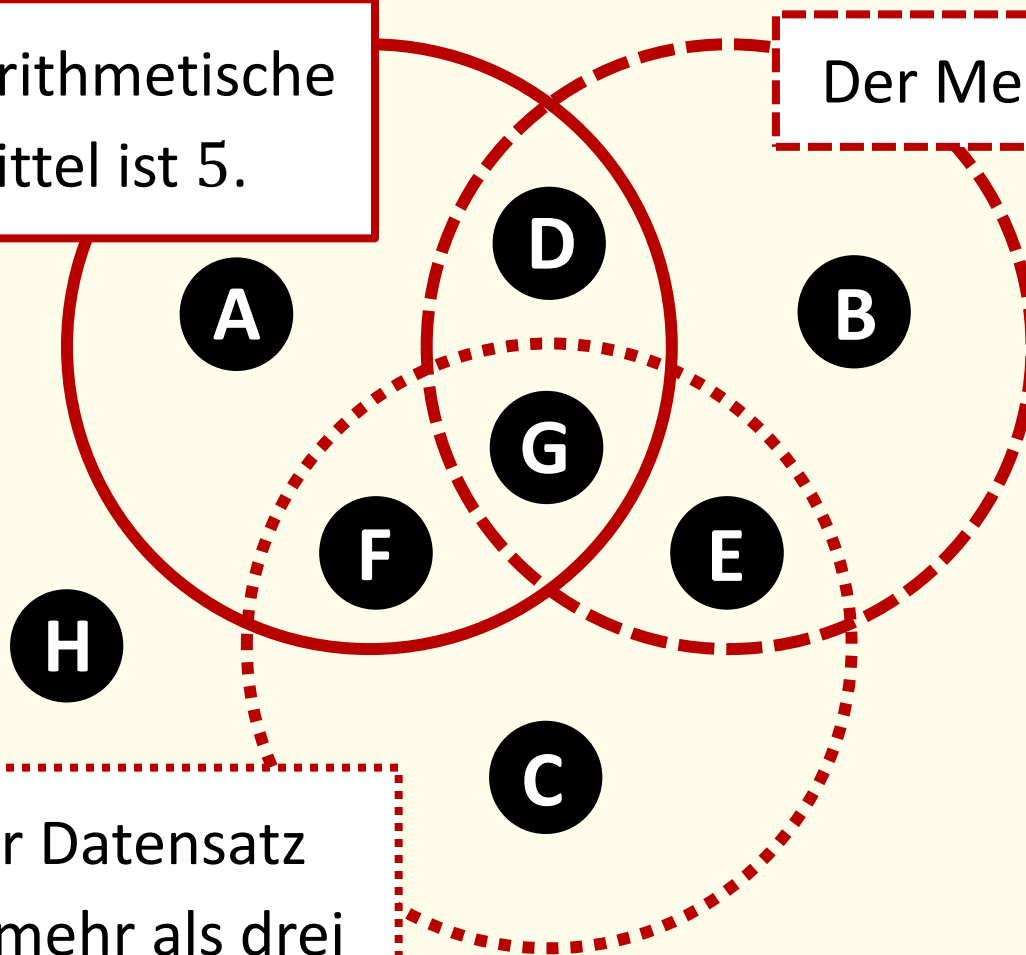 rithmetische
ittel ist 5.
Der Me
D
A
B
G
F
E
H
C
r Datensatz
mehr als drei